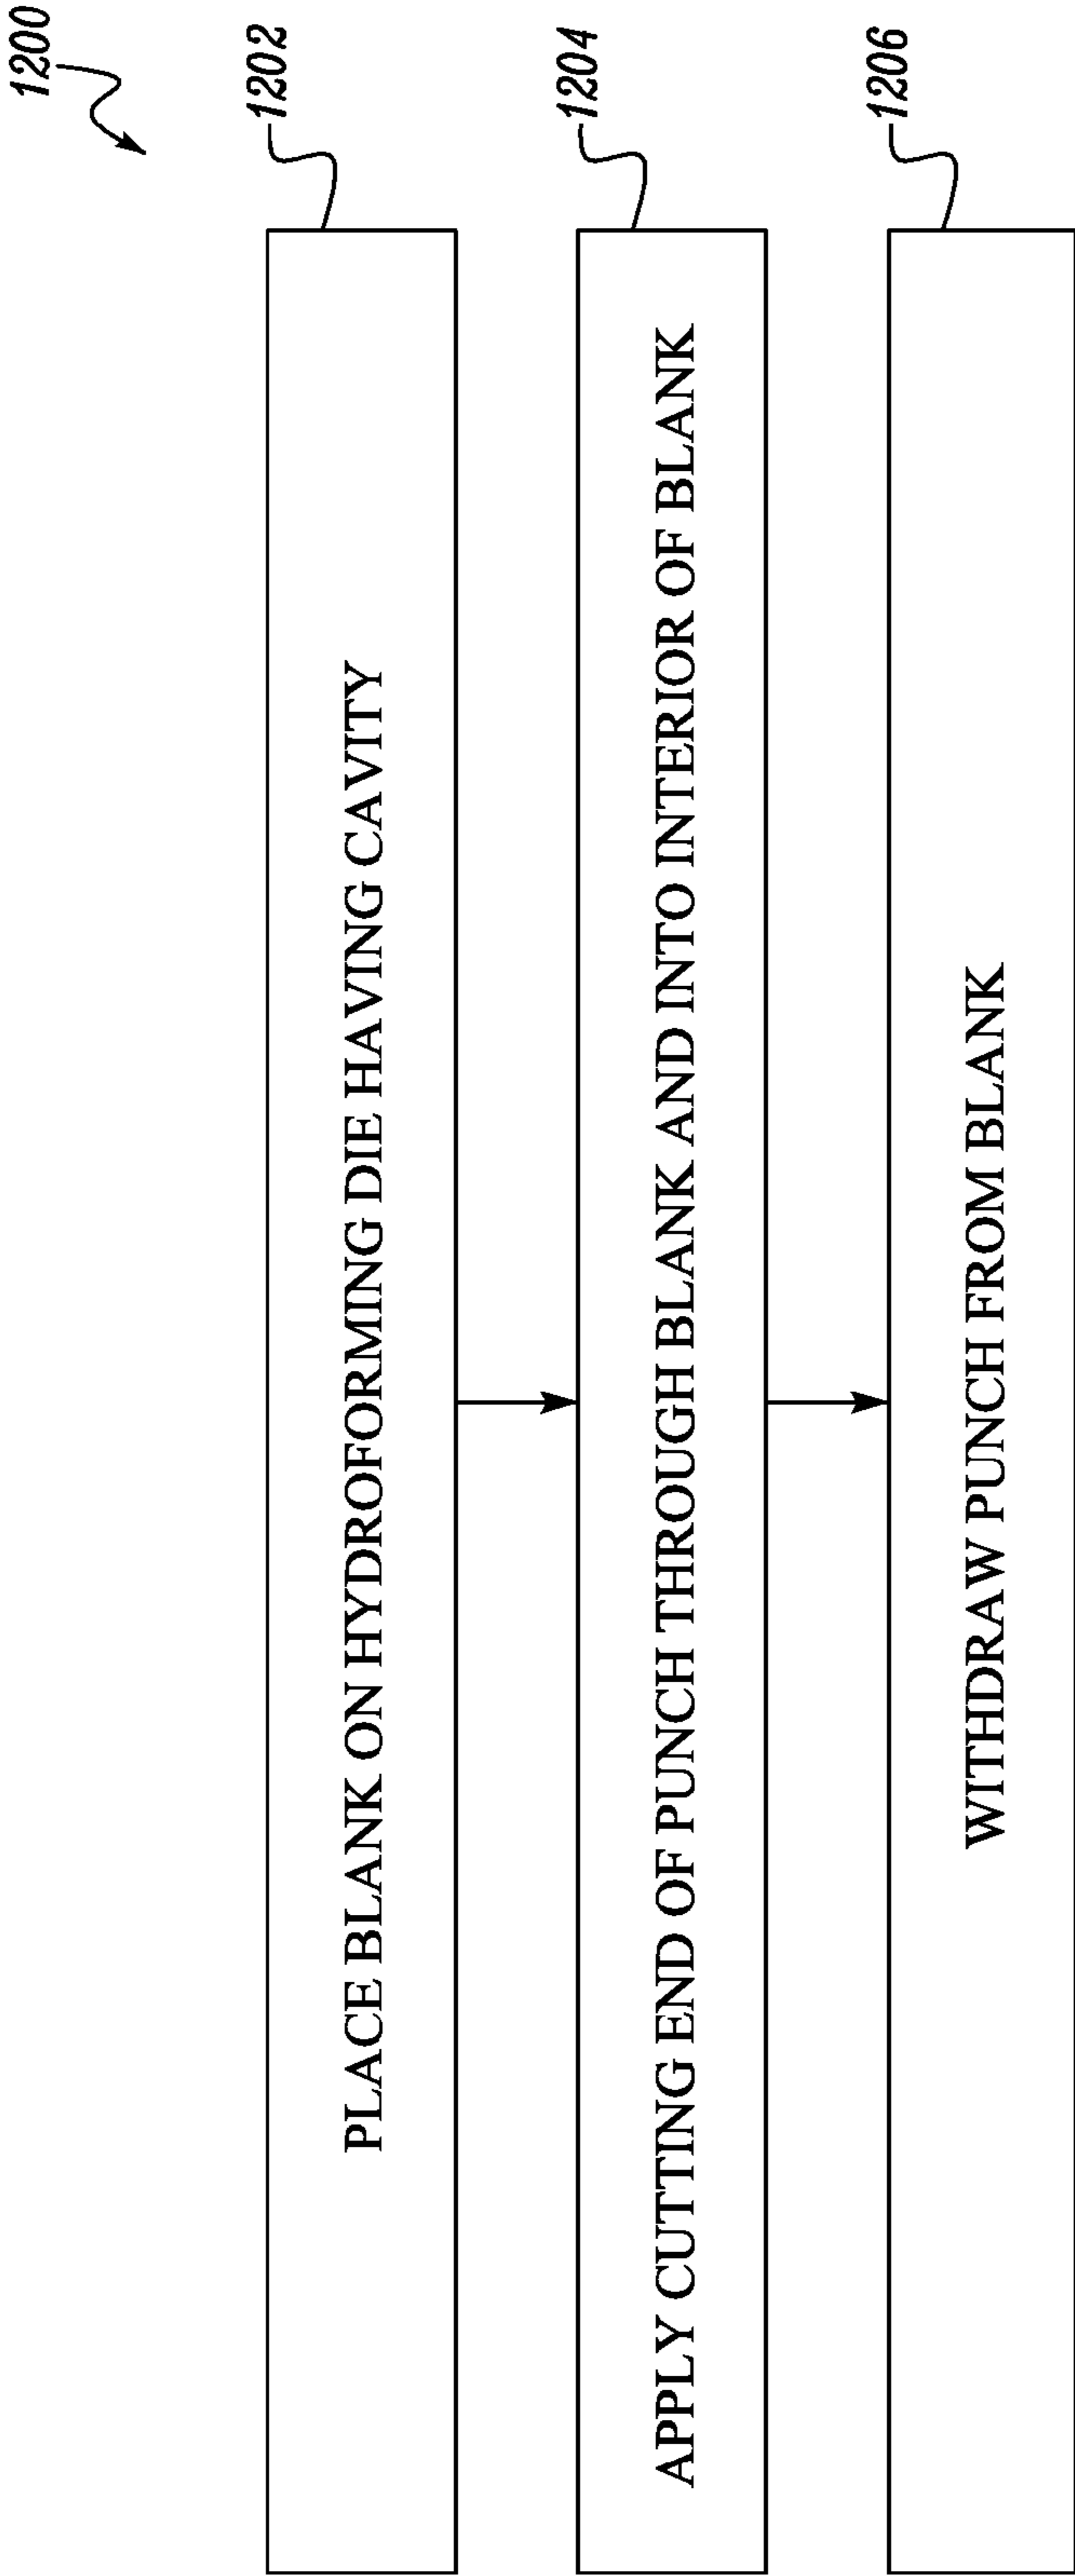 1200
1202
PLACE BLANK ON HYDROFORMING DIE HAVING CAVITY
1204
APPLY CUTTING END OF PUNCH THROUGH BLANK AND INTO INTERIOR OF BLANK
1206
WITHDRAW PUNCH FROM BLANK